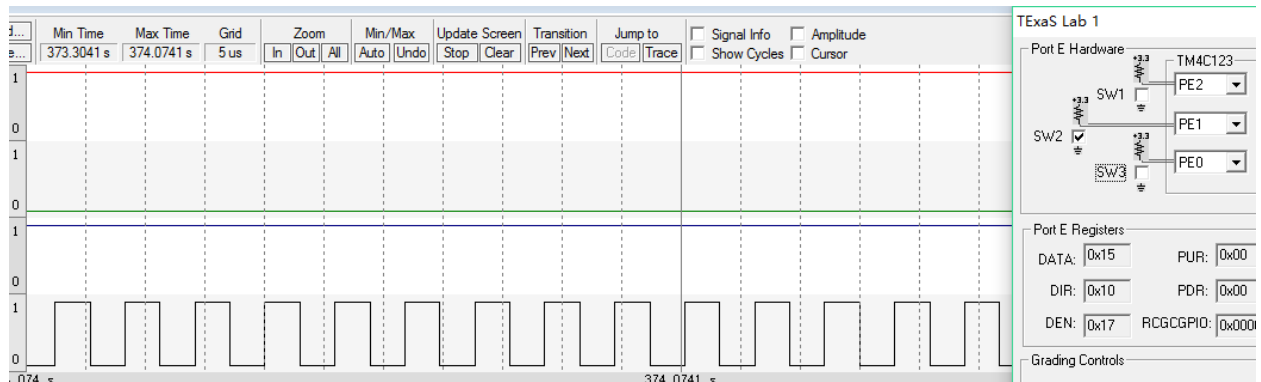 Min Time Max Time Grid Zoom Min/Max Update Screen Transition Jump to Signal Info Amplitude
373.3041 s 374.0741 s 5 us In Out All Auto Undo Stop Clear Prev Next Code Trace Show Cycles Cursor
1
0
1
0
1
0
1
0
074 s 374.0741 s
TExaS Lab 1
Port E Hardware
TM4C123
+3.3
SW1
PE2
+3.3
PE1
SW2
+3.3
PE0
SW3
Port E Registers
DATA: 0x15 PUR: 0x00
DIR: 0x10 PDR: 0x00
DEN: 0x17 RCGCGPIO: 0x000
Grading Controls